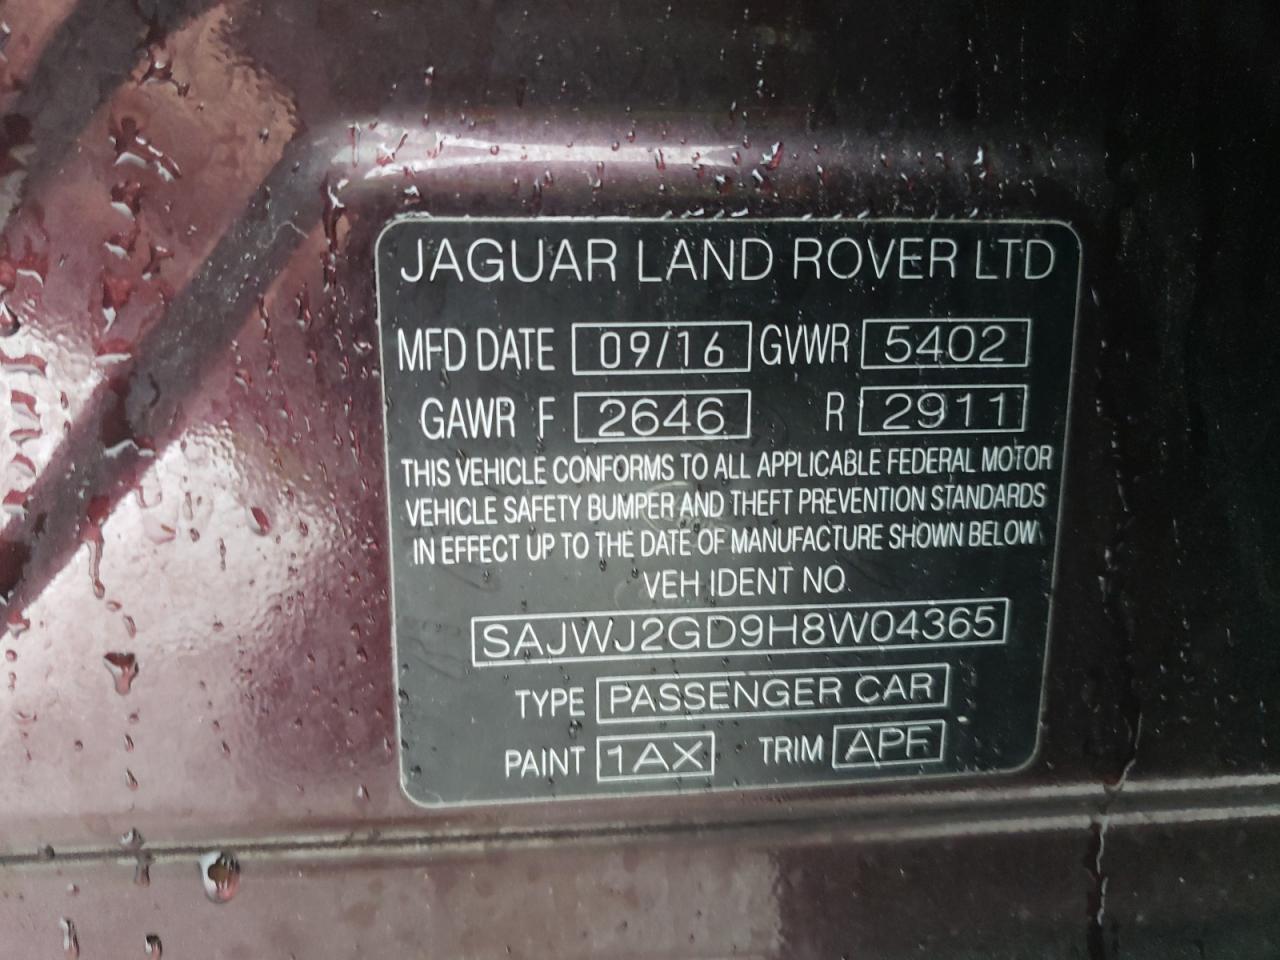 JAGUAR LAND ROVER LTD
MFD DATE 09/16 GVWR 5402
GAWR F 2646 R 2911
THIS VEHICLE CONFORMS TO ALL APPLICABLE FEDERAL MOTOR
VEHICLE SAFETY BUMPER AND THEFT PREVENTION STANDARDS
IN EFFECT UP TO THE DATE OF MANUFACTURE SHOWN BELOW
VEH IDENT NO.
SAJWJ2GD9H8W04365
TYPE PASSENGER CAR
PAINT 1AX TRIM APF